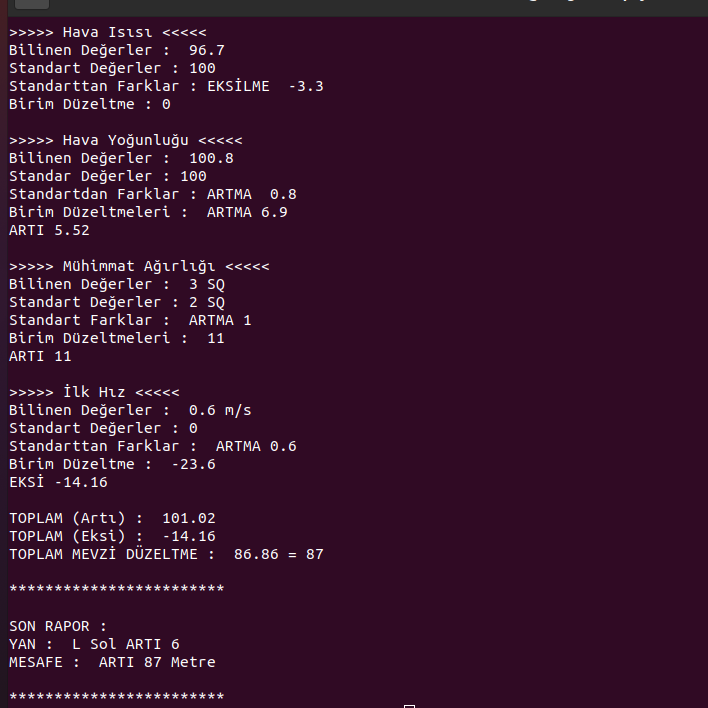 >>>>> Hava Isısı <<<<<
Bilinen Değerler :  96.7
Standart Değerler : 100
Standarttan Farklar : EKSİLME  -3.3
Birim Düzeltme : 0
>>>>> Hava Yoğunluğu <<<<<
Bilinen Değerler :  100.8
Standar Değerler : 100
Standartdan Farklar : ARTMA  0.8
Birim Düzeltmeleri :  ARTMA 6.9
ARTI 5.52
>>>>> Mühimmat Ağırlığı <<<<<
Bilinen Değerler :  3 SQ
Standart Değerler : 2 SQ
Standart Farklar :  ARTMA 1
Birim Düzeltmeleri :  11
ARTI 11
>>>>> İlk Hız <<<<<
Bilinen Değerler :  0.6 m/s
Standart Değerler : 0
Standarttan Farklar :  ARTMA 0.6
Birim Düzeltme :  -23.6
EKSİ -14.16
TOPLAM (Artı) :  101.02
TOPLAM (Eksi) :  -14.16
TOPLAM MEVZİ DÜZELTME :  86.86 = 87
************************
SON RAPOR :
YAN :  L Sol ARTI 6
MESAFE :  ARTI 87 Metre
************************